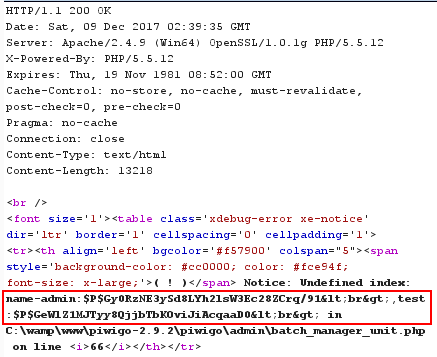 HTTP/1.1 200 OK
Date: Sat, 09 Dec 2017 02:39:35 GMT
Server: Apache/2.4.9 (Win64) OpenSSL/1.0.1g PHP/5.5.12
X-Powered-By: PHP/5.5.12
Expires: Thu, 19 Nov 1981 08:52:00 GMT
Cache-Control: no-store, no-cache, must-revalidate,
post-check=0, pre-check=0
Pragma: no-cache
Connection: close
Content-Type: text/html
Content-Length: 13218
<br />
<font size='1'><table class='xdebug-error xe-notice'
dir='ltr' border='1' cellspacing='0' cellpadding='1'>
<tr><th align='left' bgcolor='#f57900' colspan="5"><span
style='background-color: #cc0000; color: #fce94f;
font-size: x-large;'>( ! )</span> Notice: Undefined index:
name-admin:$P$Gy0RzNE3ySd8LYh2lsW3Ec28ZCrq/91&lt;br&gt;,test
:$P$GeWlZ1MJTyy8QjjbTbKOviJiAcqaaD0&lt;br&gt; in
C:\wamp\www\piwigo-2.9.2\piwigo\admin\batch_manager_unit.php
on line <i>66</i></th></tr>